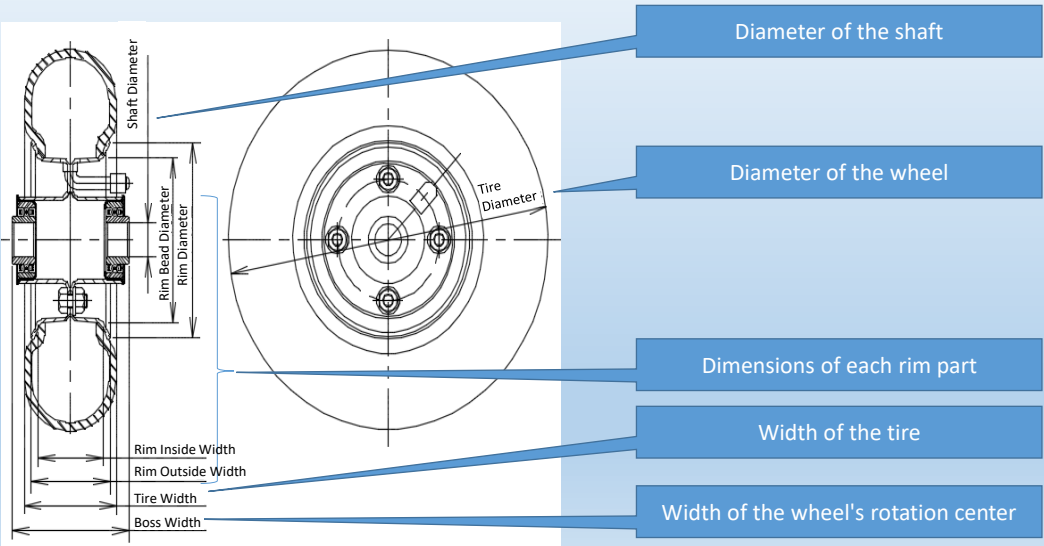 Shaft Diameter
Rim Bead Diameter
Rim Diameter
Tire
Diameter
Rim Inside Width
Rim Outside Width
Tire Width
Boss Width
Diameter of the shaft
Diameter of the wheel
Dimensions of each rim part
Width of the tire
Width of the wheel's rotation center